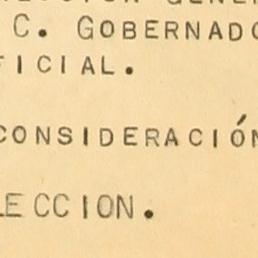 C. GOBERNADO
FICIAL.
CONSIDERACIÓN
LECCION.